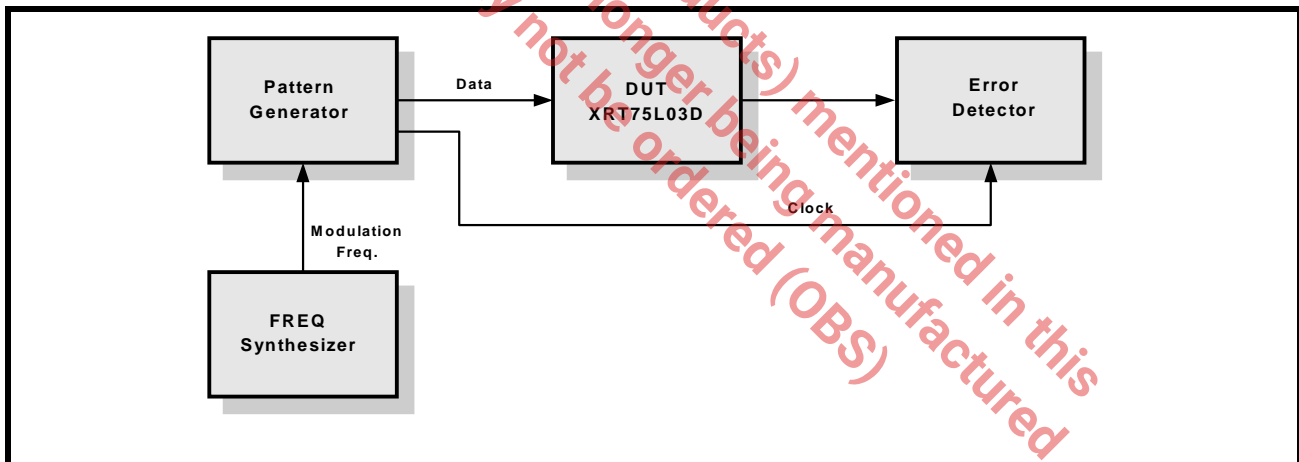 Pattern
Generator
Data
DUT
XRT75L03D
Error
Detector
Clock
Modulation
Freq.
FREQ
Synthesizer
ucts) mentioned in this
longer being manufactured
y not be ordered (OBS)